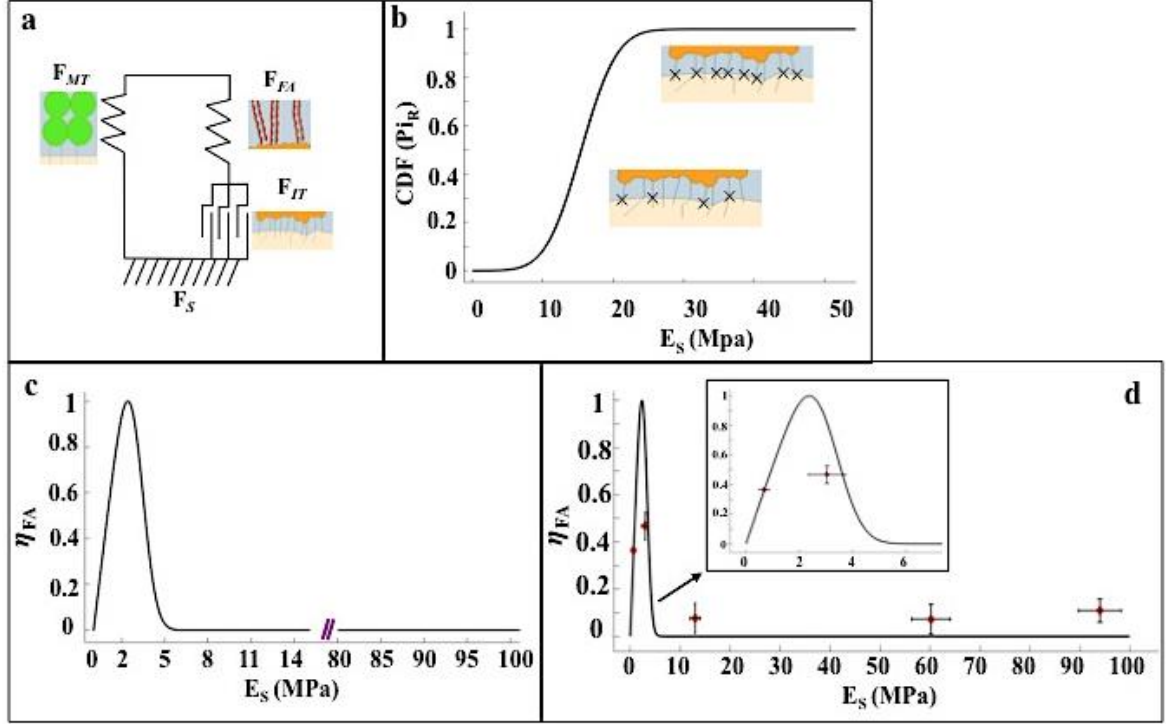 a
F_MT
F_FA
F_IT
F_S
b
CDF (Pi_R)
1
0.8
0.6
0.4
0.2
0
0 10 20 30 40 50
E_S (Mpa)
c
η_FA
1
0.8
0.6
0.4
0.2
0
0 2 5 8 11 14 80 85 90 95 100
E_S (MPa)
d
η_FA
1
0.8
0.6
0.4
0.2
0
1
0.8
0.6
0.4
0.2
0
0 2 4 6
0 10 20 30 40 50 60 70 80 90 100
E_S (MPa)